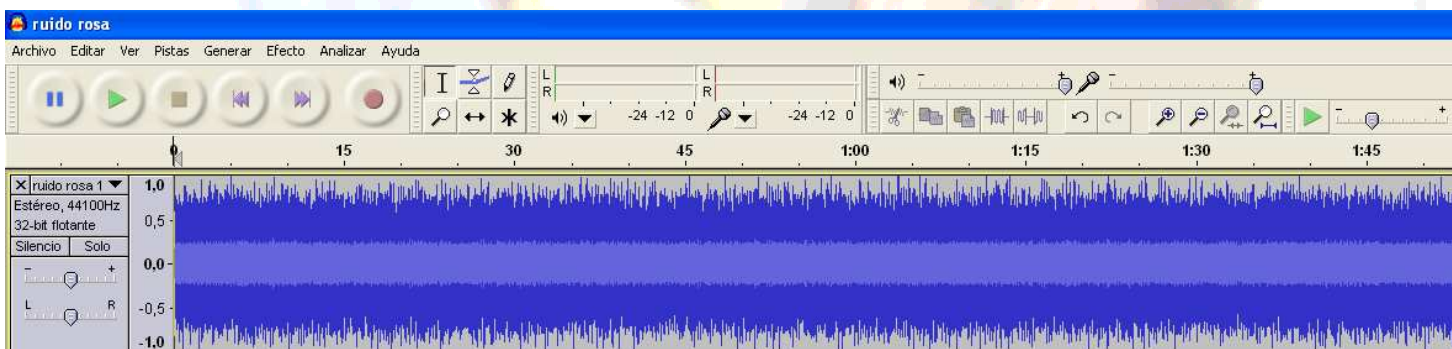 ruido rosa
Archivo Editar Ver Pistas Generar Efecto Analizar Ayuda
L L
R R
-24 -12 0 -24 -12 0
- + - +
- +
0 15 30 45 1:00 1:15 1:30 1:45
X ruido rosa 1
Estéreo, 44100Hz
32-bit flotante
Silencio Solo
- +
L R
1,0
0,5
0,0
-0,5
-1,0